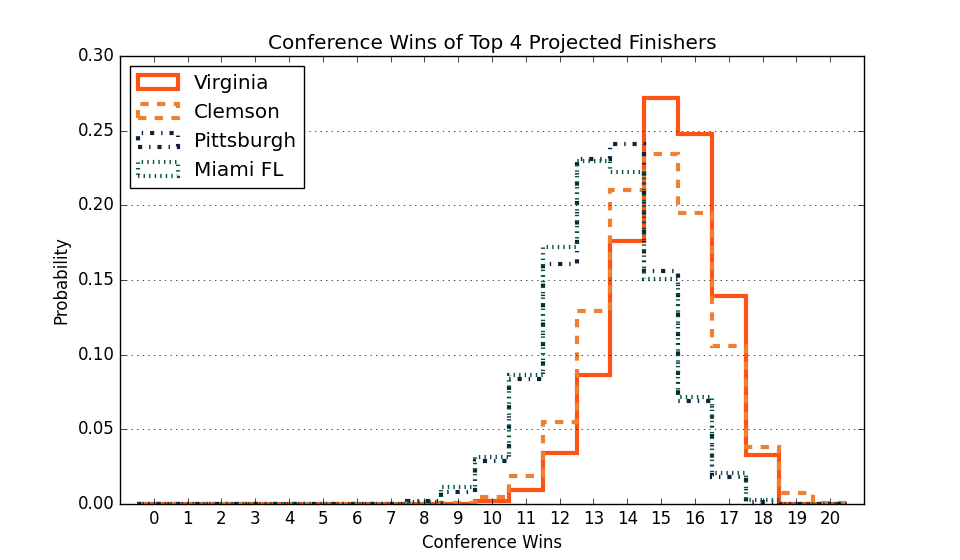 Conference Wins of Top 4 Projected Finishers
0.30
Virginia
Clemson
Pittsburgh
Miami FL
0.25
0.20
0.15
0.10
0.05
0.00
Probability
0 1 2 3 4 5 6 7 8 9 10 11 12 13 14 15 16 17 18 19 20
Conference Wins